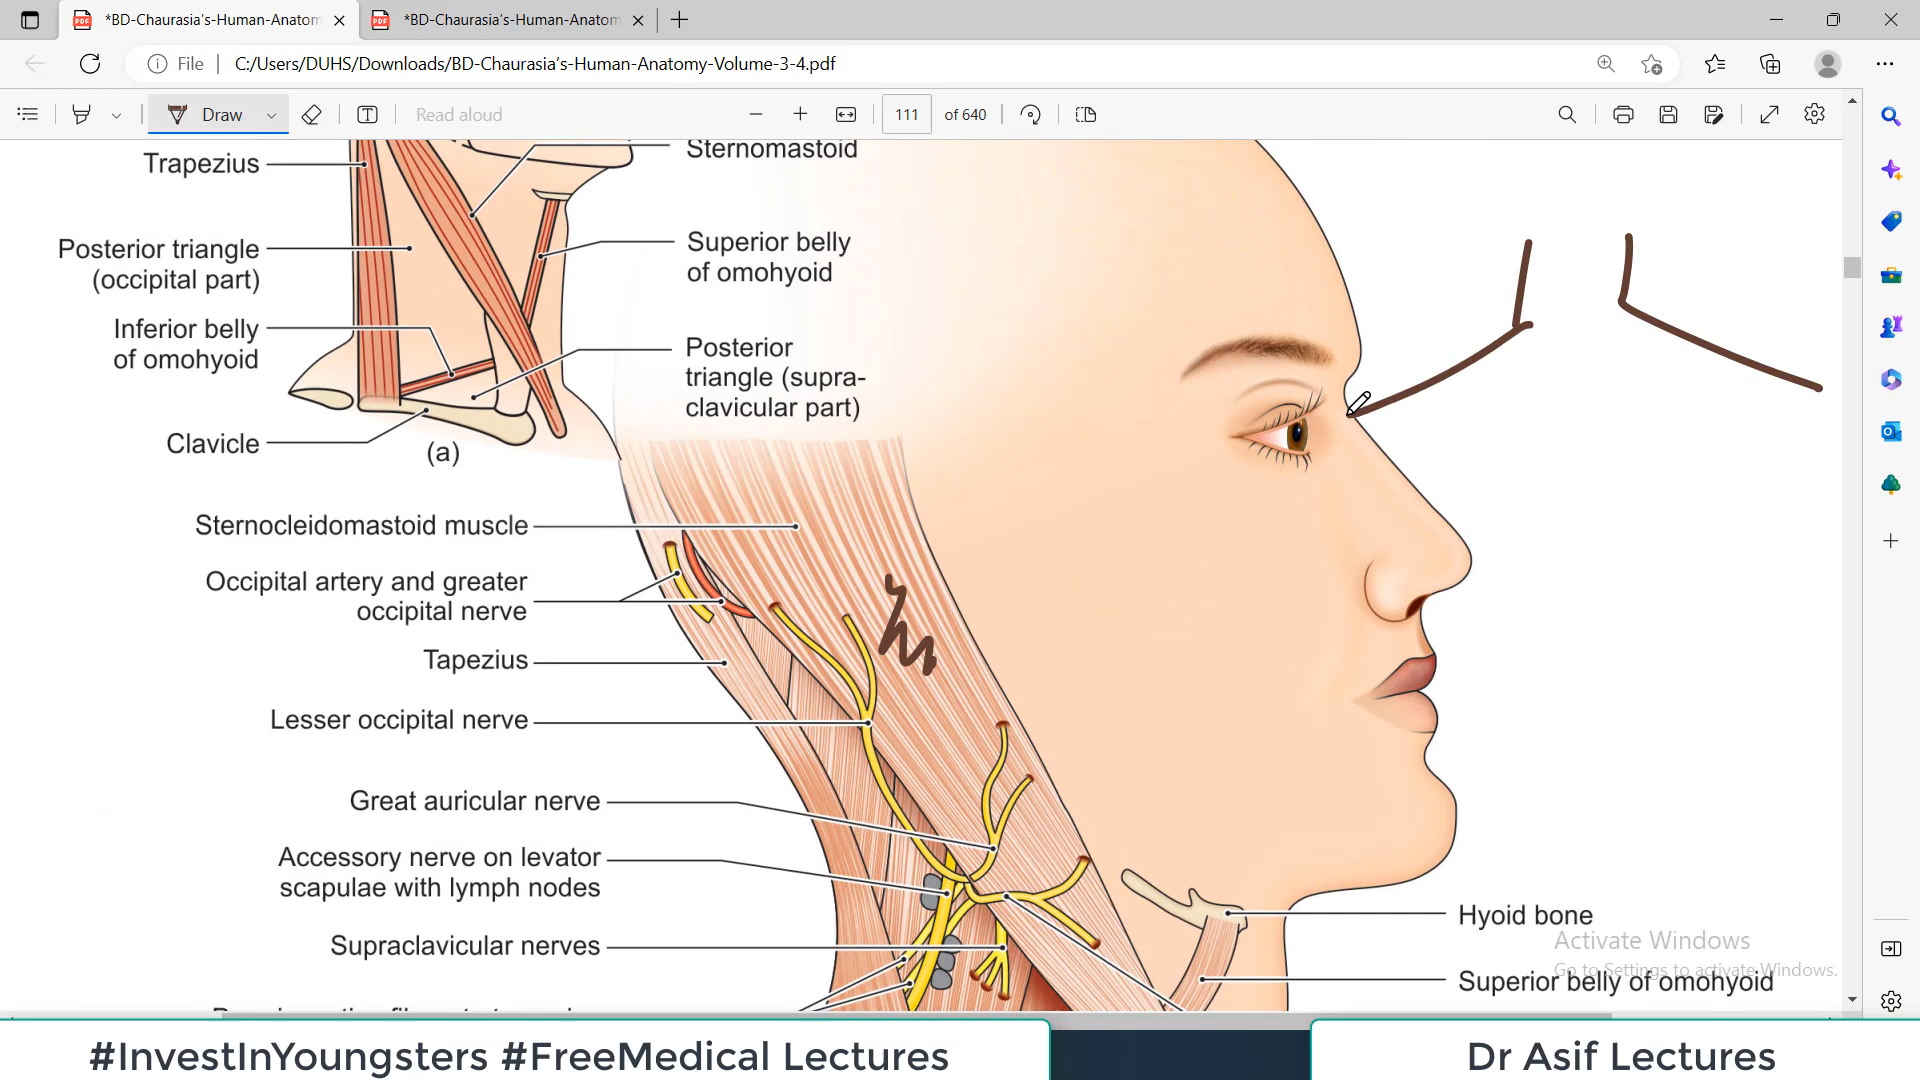 *BD-Chaurasia's-Human-Anatom
*BD-Chaurasia's-Human-Anatom
File
C:/Users/DUHS/Downloads/BD-Chaurasia's-Human-Anatomy-Volume-3-4.pdf
Draw
Read aloud
111 of 640
Trapezius
Sternomastoid
Posterior triangle
(occipital part)
Superior belly
of omohyoid
Inferior belly
of omohyoid
Posterior
triangle (supra-
clavicular part)
Clavicle
(a)
Sternocleidomastoid muscle
Occipital artery and greater
occipital nerve
Tapezius
Lesser occipital nerve
Great auricular nerve
Accessory nerve on levator
scapulae with lymph nodes
Supraclavicular nerves
Hyoid bone
Superior belly of omohyoid
Activate Windows
Go to Settings to activate Windows.
#InvestInYoungsters #FreeMedical Lectures
Dr Asif Lectures